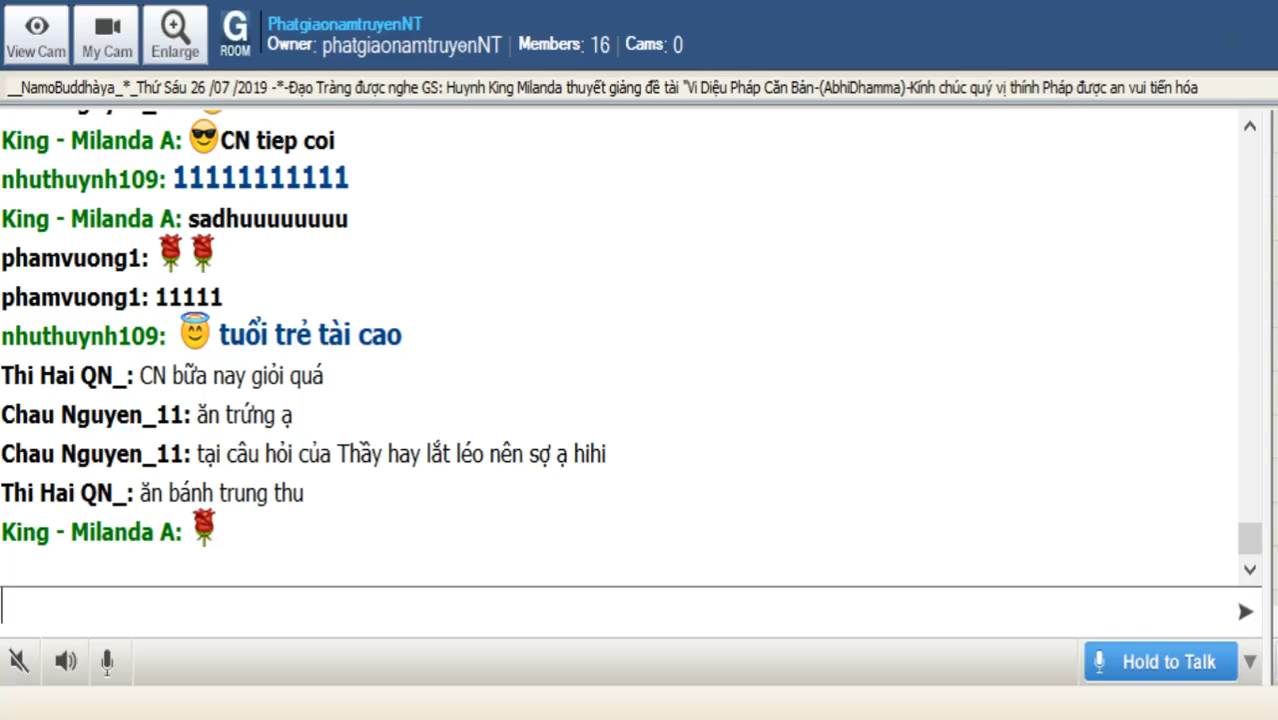 View Cam
My Cam
Enlarge
G
ROOM
PhatgiaonamtruyenNT
Owner: phatgiaonamtruyenNT | Members: 16 | Cams: 0
__NamoBuddhàya_*_Thứ Sáu 26 /07 /2019 -*-Đạo Tràng được nghe GS: Huynh King Milanda thuyết giảng đề tài "Vi Diệu Pháp Căn Bản-(AbhiDhamma)-Kính chúc quý vị thính Pháp được an vui tiến hóa
King - Milanda A: CN tiep coi
nhuthuynh109: 11111111111
King - Milanda A: sadhuuuuuuuu
phamvuong1:
phamvuong1: 11111
nhuthuynh109: tuổi trẻ tài cao
Thi Hai QN_: CN bữa nay giỏi quá
Chau Nguyen_11: ăn trứng ạ
Chau Nguyen_11: tại câu hỏi của Thầy hay lắt léo nên sợ ạ hihi
Thi Hai QN_: ăn bánh trung thu
King - Milanda A:
Hold to Talk